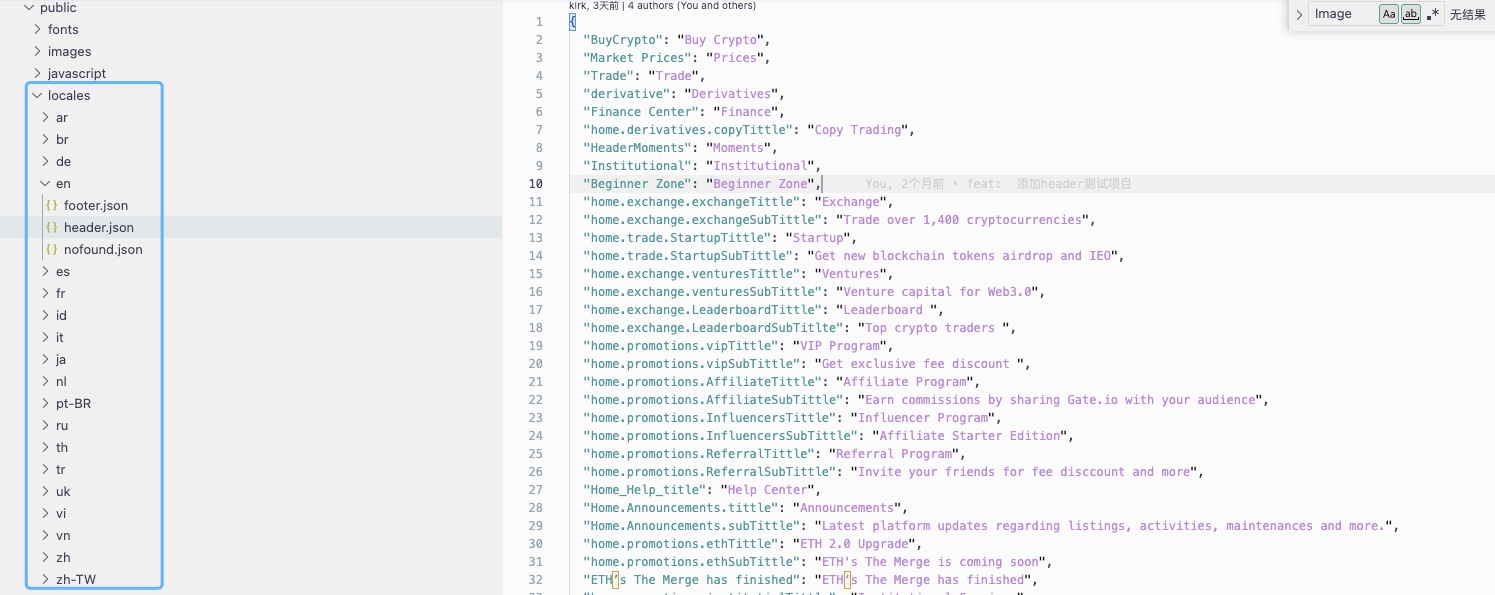 public
fonts
images
javascript
locales
ar
br
de
en
footer.json
header.json
nofound.json
es
fr
id
it
ja
nl
pt-BR
ru
th
tr
uk
vi
vn
zh
zh-TW
kirk, 3天前 | 4 authors (You and others)
Image Aa ab .* 无结果
1 {
2 "BuyCrypto": "Buy Crypto",
3 "Market Prices": "Prices",
4 "Trade": "Trade",
5 "derivative": "Derivatives",
6 "Finance Center": "Finance",
7 "home.derivatives.copyTittle": "Copy Trading",
8 "HeaderMoments": "Moments",
9 "Institutional": "Institutional",
10 "Beginner Zone": "Beginner Zone", You, 2个月前 • feat: 添加header测试项目
11 "home.exchange.exchangeTittle": "Exchange",
12 "home.exchange.exchangeSubTittle": "Trade over 1,400 cryptocurrencies",
13 "home.trade.StartupTittle": "Startup",
14 "home.trade.StartupSubTittle": "Get new blockchain tokens airdrop and IEO",
15 "home.exchange.venturesTittle": "Ventures",
16 "home.exchange.venturesSubTittle": "Venture capital for Web3.0",
17 "home.exchange.LeaderboardTittle": "Leaderboard ",
18 "home.exchange.LeaderboardSubTitlte": "Top crypto traders ",
19 "home.promotions.vipTittle": "VIP Program",
20 "home.promotions.vipSubTittle": "Get exclusive fee discount ",
21 "home.promotions.AffiliateTittle": "Affiliate Program",
22 "home.promotions.AffiliateSubTittle": "Earn commissions by sharing Gate.io with your audience",
23 "home.promotions.InfluencersTittle": "Influencer Program",
24 "home.promotions.InfluencersSubTittle": "Affiliate Starter Edition",
25 "home.promotions.ReferralTittle": "Referral Program",
26 "home.promotions.ReferralSubTittle": "Invite your friends for fee disccount and more",
27 "Home_Help_title": "Help Center",
28 "Home.Announcements.tittle": "Announcements",
29 "Home.Announcements.subTittle": "Latest platform updates regarding listings, activities, maintenances and more.",
30 "home.promotions.ethTittle": "ETH 2.0 Upgrade",
31 "home.promotions.ethSubTittle": "ETH's The Merge is coming soon",
32 "ETH’s The Merge has finished": "ETH’s The Merge has finished",